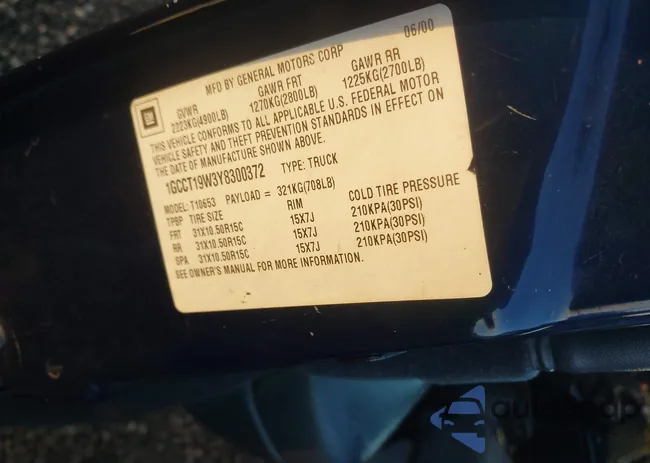 06/00
MFD BY GENERAL MOTORS CORP
GM
GVWR GAWR FRT GAWR RR
2223KG(4900LB) 1270KG(2800LB) 1225KG(2700LB)
THIS VEHICLE CONFORMS TO ALL APPLICABLE U.S. FEDERAL MOTOR
VEHICLE SAFETY AND THEFT PREVENTION STANDARDS IN EFFECT ON
THE DATE OF MANUFACTURE SHOWN ABOVE.
1GCCT19W3Y8300372 TYPE: TRUCK
MODEL: T10653 PAYLOAD = 321KG(708LB)
TPBP TIRE SIZE RIM COLD TIRE PRESSURE
FRT 31X10.50R15C 15X7J 210KPA(30PSI)
RR 31X10.50R15C 15X7J 210KPA(30PSI)
SPA 31X10.50R15C 15X7J 210KPA(30PSI)
SEE OWNER'S MANUAL FOR MORE INFORMATION.